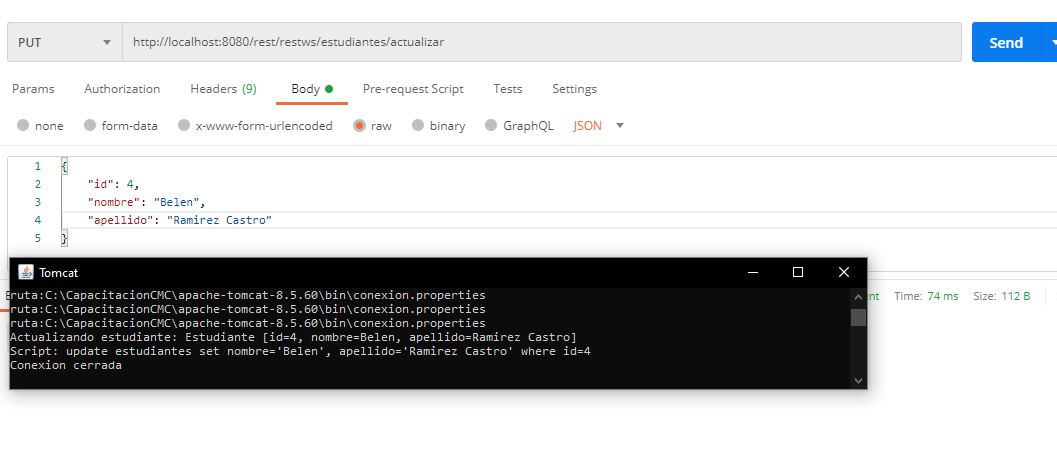 PUT http://localhost:8080/rest/restws/estudiantes/actualizar Send
Params Authorization Headers (9) Body Pre-request Script Tests Settings
none form-data x-www-form-urlencoded raw binary GraphQL JSON
1 {
2 "id": 4,
3 "nombre": "Belen",
4 "apellido": "Ramirez Castro"
5 }
Tomcat
ruta:C:\CapacitacionCMC\apache-tomcat-8.5.60\bin\conexion.properties
ruta:C:\CapacitacionCMC\apache-tomcat-8.5.60\bin\conexion.properties
ruta:C:\CapacitacionCMC\apache-tomcat-8.5.60\bin\conexion.properties
Actualizando estudiante: Estudiante [id=4, nombre=Belen, apellido=Ramirez Castro]
Script: update estudiantes set nombre='Belen', apellido='Ramirez Castro' where id=4
Conexion cerrada
Time: 74 ms Size: 112 B